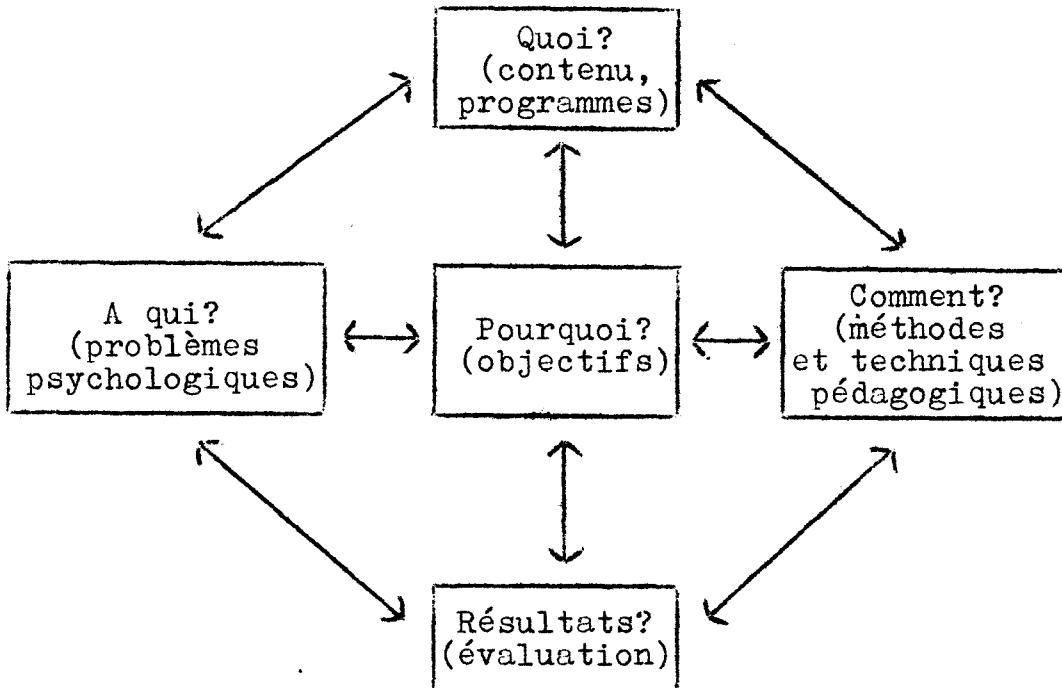 Quoi?
(contenu,
programmes)
A qui?
(problèmes
psychologiques)
Pourquoi?
(objectifs)
Comment?
(méthodes
et techniques
pédagogiques)
Résultats?
(évaluation)